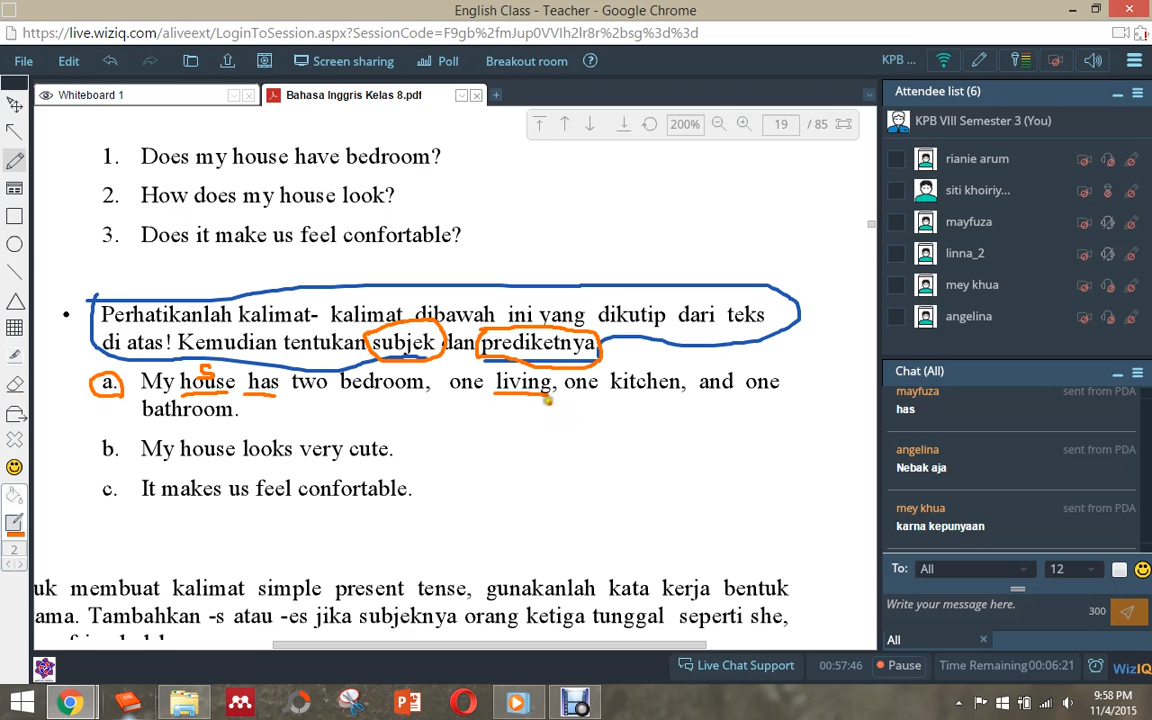 English Class - Teacher - Google Chrome
https://live.wiziq.com/aliveext/LoginToSession.aspx?SessionCode=F9gb%2fmJup0VVIh2lr8r%2bsg%3d%3d
File Edit Screen sharing Poll Breakout room KPB ...
Whiteboard 1 Bahasa Inggris Kelas 8.pdf
200% 19 / 85
1. Does my house have bedroom?
2. How does my house look?
3. Does it make us feel confortable?
• Perhatikanlah kalimat- kalimat dibawah ini yang dikutip dari teks
di atas! Kemudian tentukan subjek dan prediketnya
S
a. My house has two bedroom, one living, one kitchen, and one
bathroom.
b. My house looks very cute.
c. It makes us feel confortable.
uk membuat kalimat simple present tense, gunakanlah kata kerja bentuk
ama. Tambahkan -s atau -es jika subjeknya orang ketiga tunggal seperti she,
Attendee list (6)
KPB VIII Semester 3 (You)
rianie arum
siti khoiriy...
mayfuza
linna_2
mey khua
angelina
Chat (All)
mayfuza sent from PDA
has
angelina sent from PDA
Nebak aja
mey khua sent from PDA
karna kepunyaan
To: All 12
Write your message here. 300
All
Live Chat Support 00:57:46 Pause Time Remaining:00:06:21 WizIQ
2
9:58 PM
11/4/2015